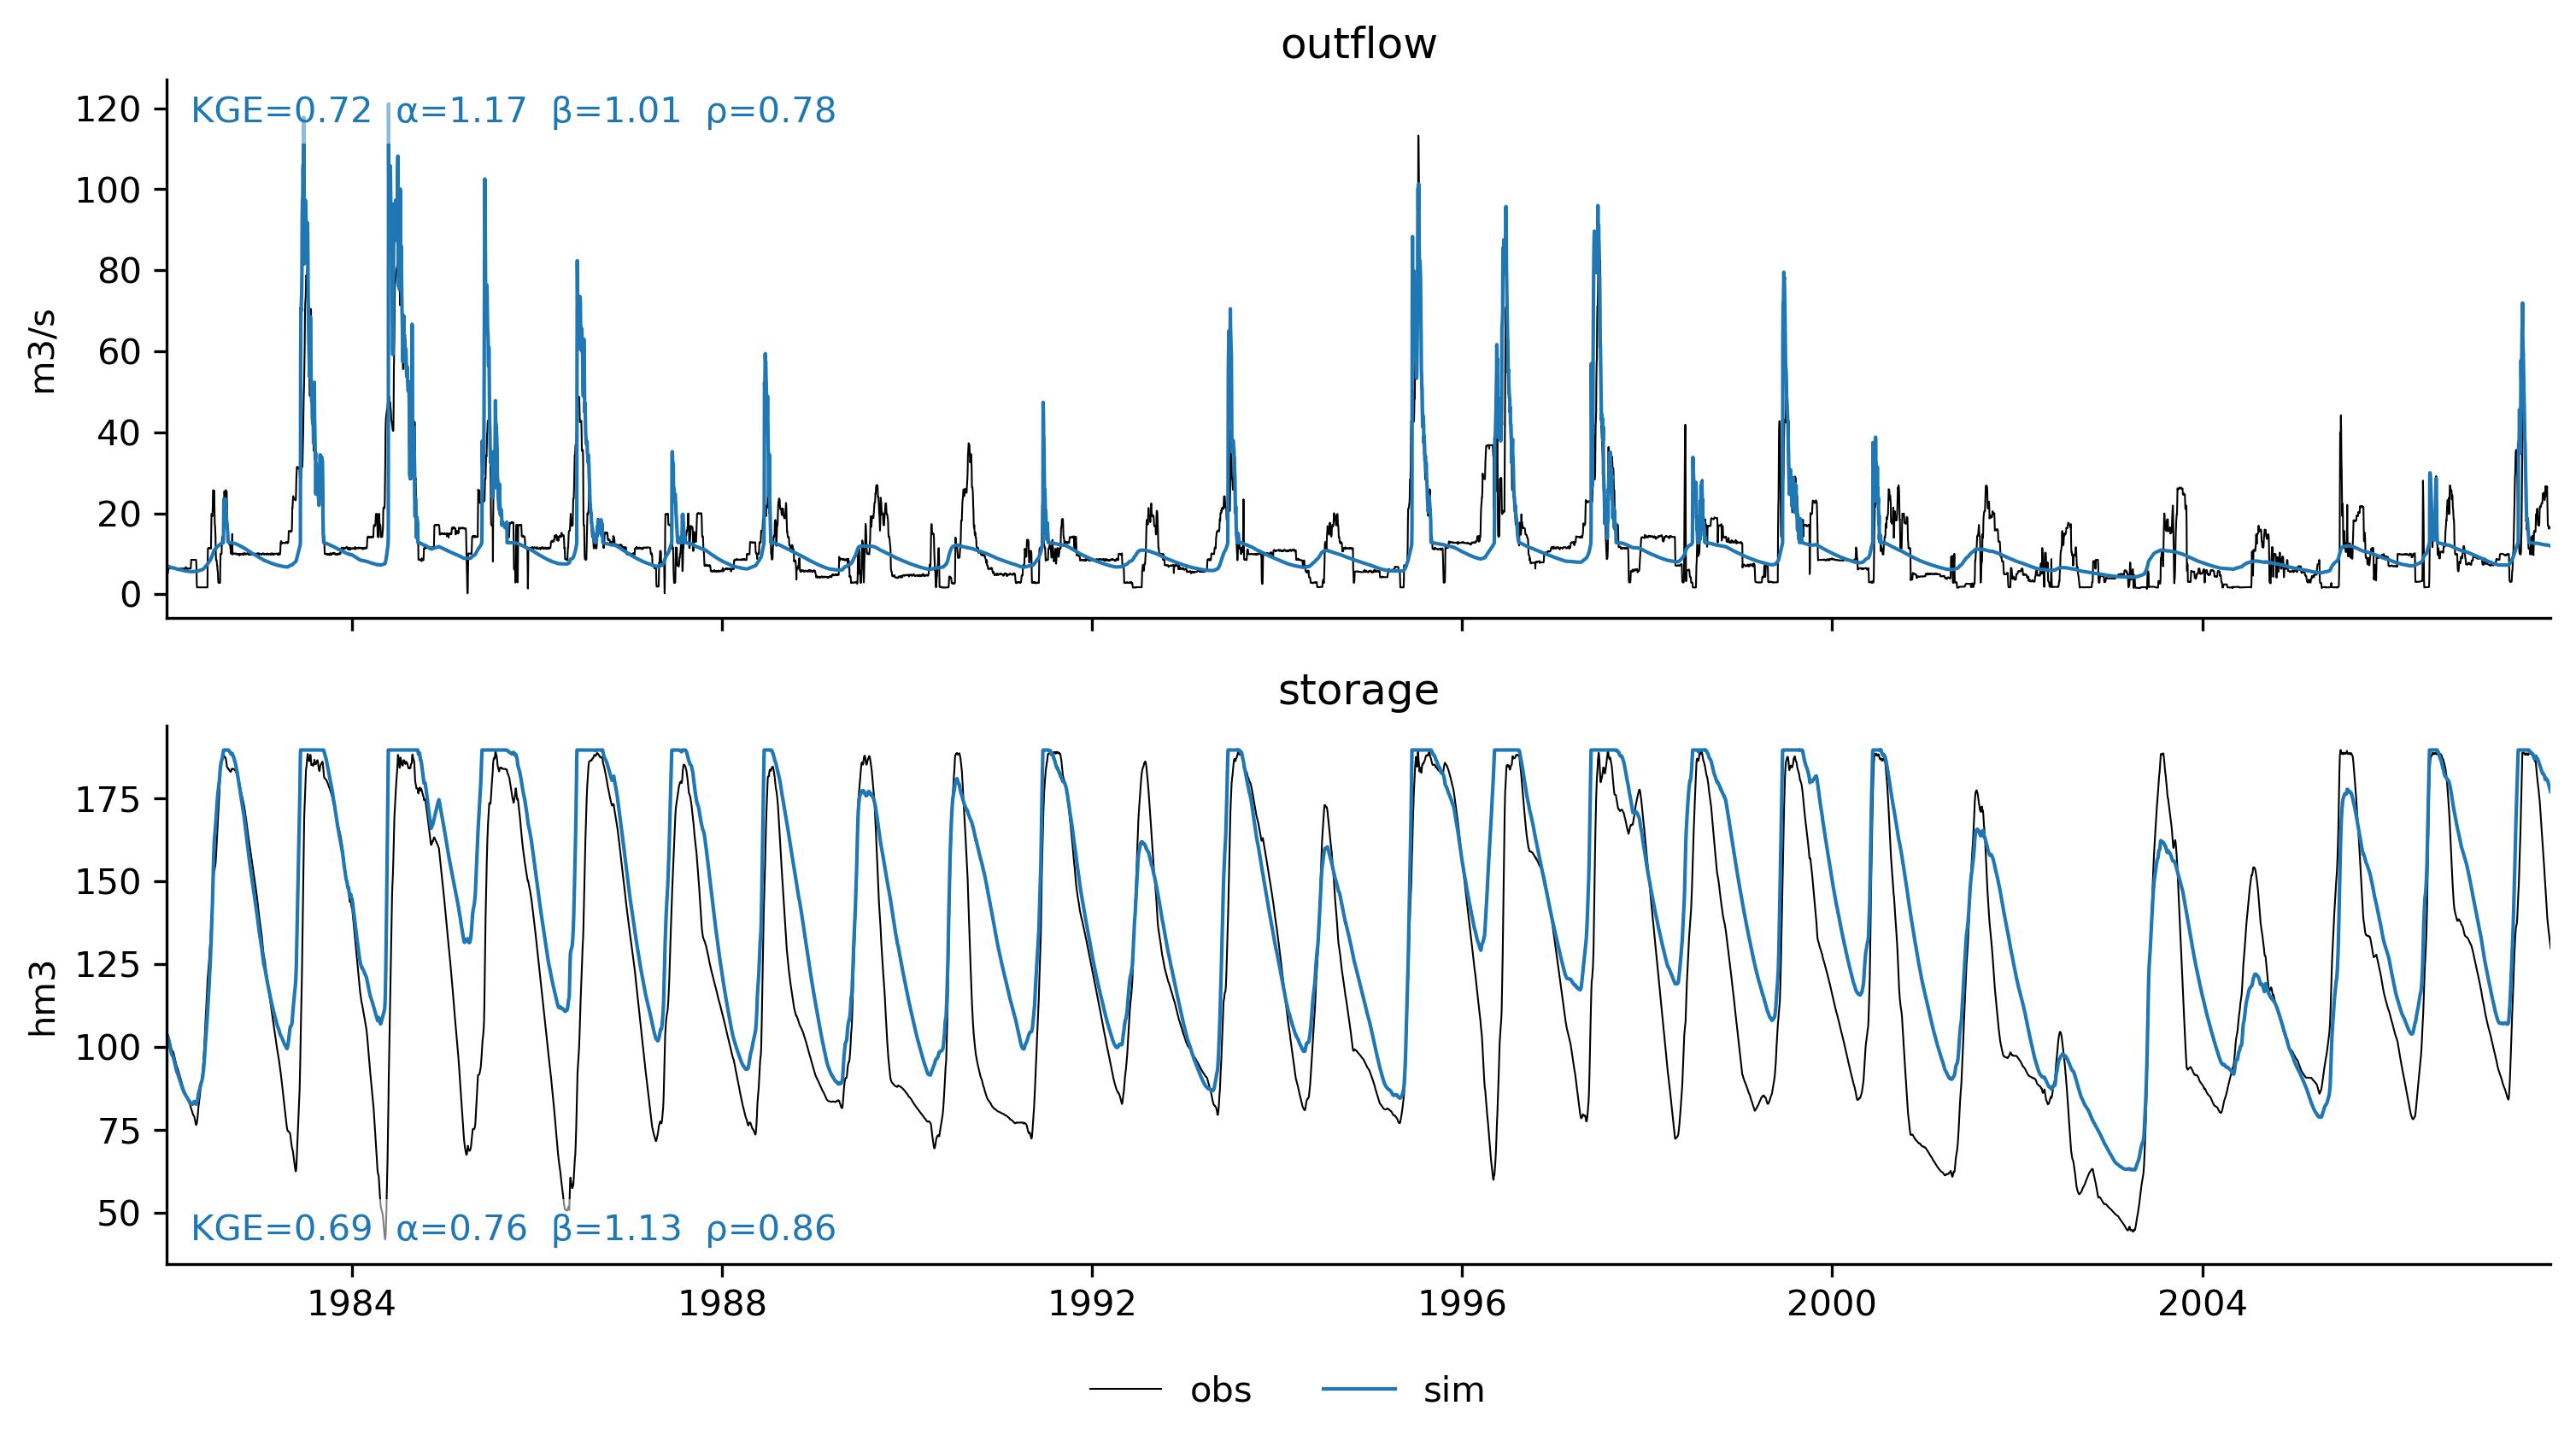 outflow
KGE=0.72 α=1.17 β=1.01 ρ=0.78
120
100
80
60
40
20
0
m3/s
storage
175
150
125
100
75
50
hm3
KGE=0.69 α=0.76 β=1.13 ρ=0.86
1984 1988 1992 1996 2000 2004
obs sim